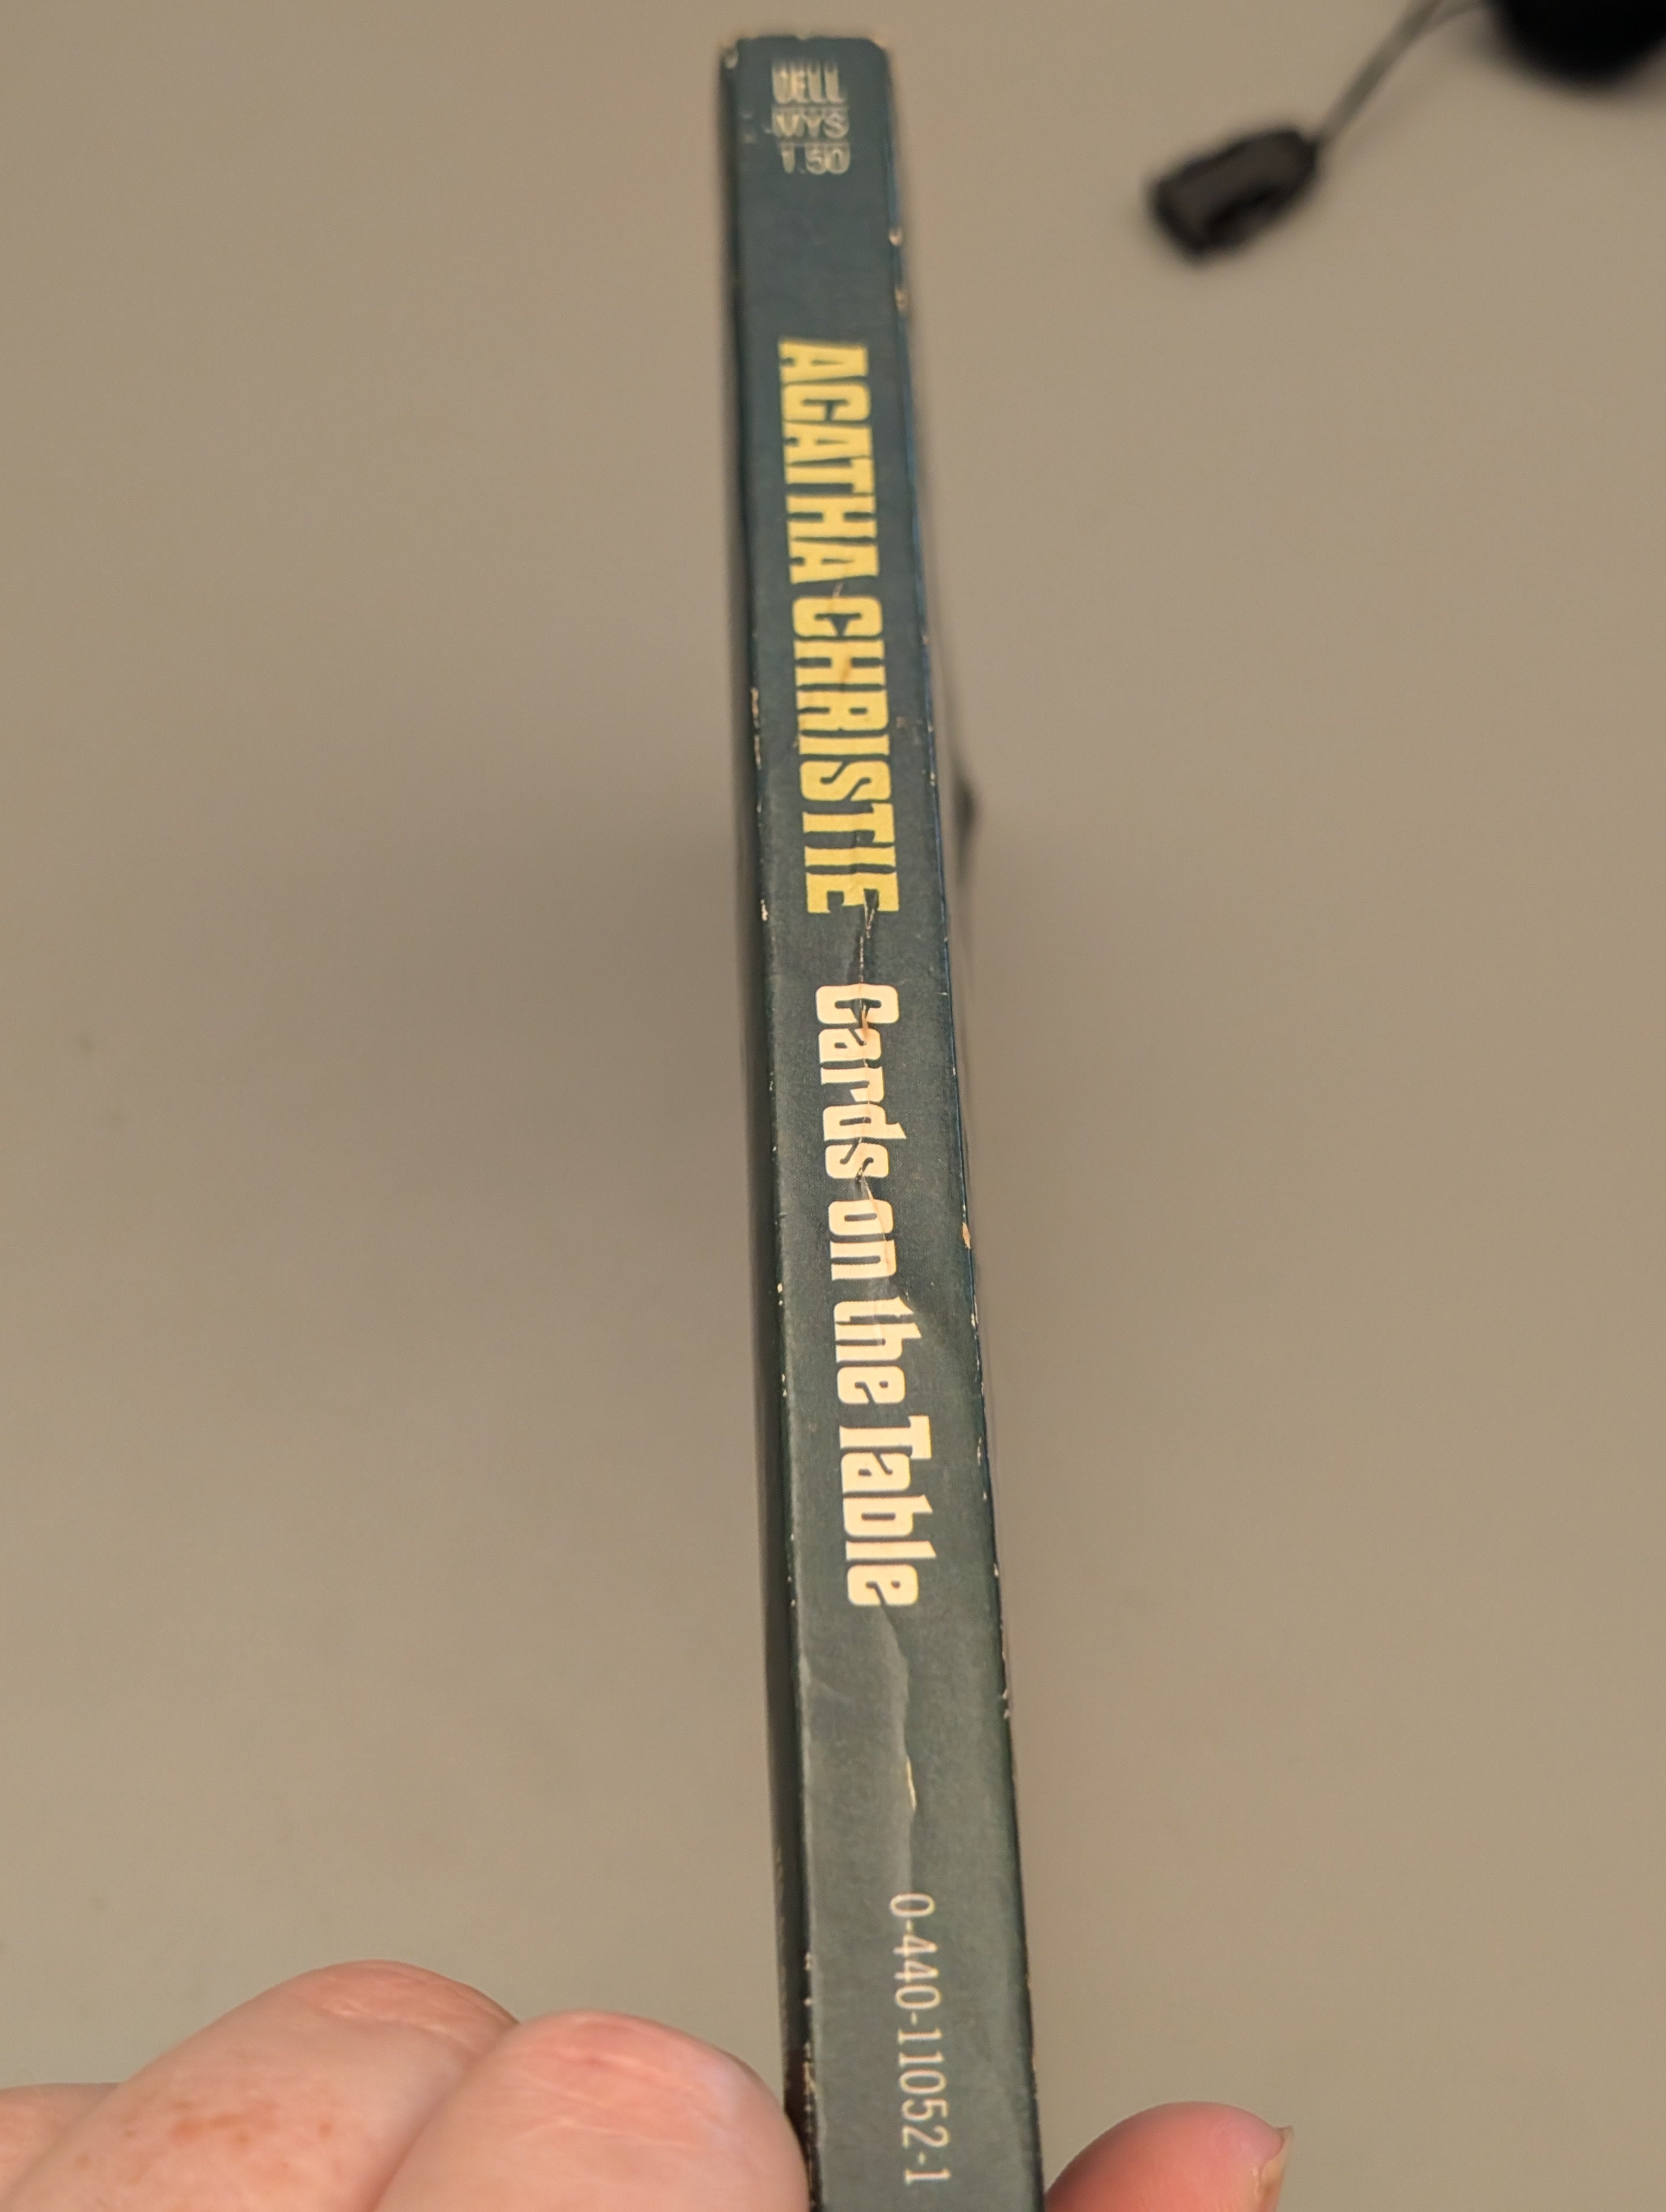 DELL
MYS
1.50
AGATHA CHRISTIE Cards on the Table 0-440-11052-1